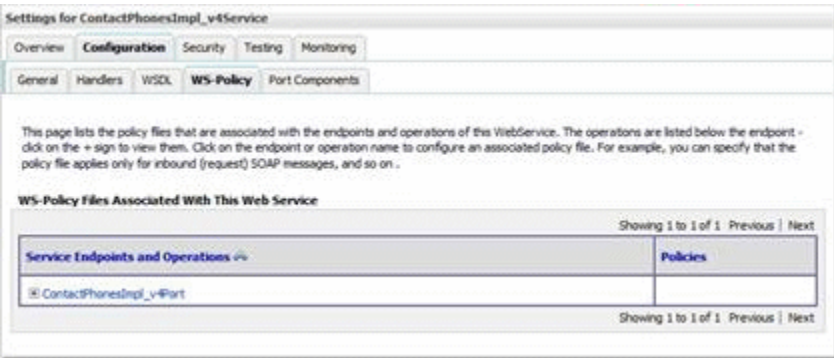 Settings for ContactPhonesImpl_v4Service
Overview Configuration Security Testing Monitoring
General Handlers WSDL WS-Policy Port Components
This page lists the policy files that are associated with the endpoints and operations of this WebService. The operations are listed below the endpoint -
click on the + sign to view them. Click on the endpoint or operation name to configure an associated policy file. For example, you can specify that the
policy file applies only for inbound (request) SOAP messages, and so on .
WS-Policy Files Associated With This Web Service
Showing 1 to 1 of 1 Previous | Next
Service Endpoints and Operations Policies
ContactPhonesImpl_v4Port
Showing 1 to 1 of 1 Previous | Next